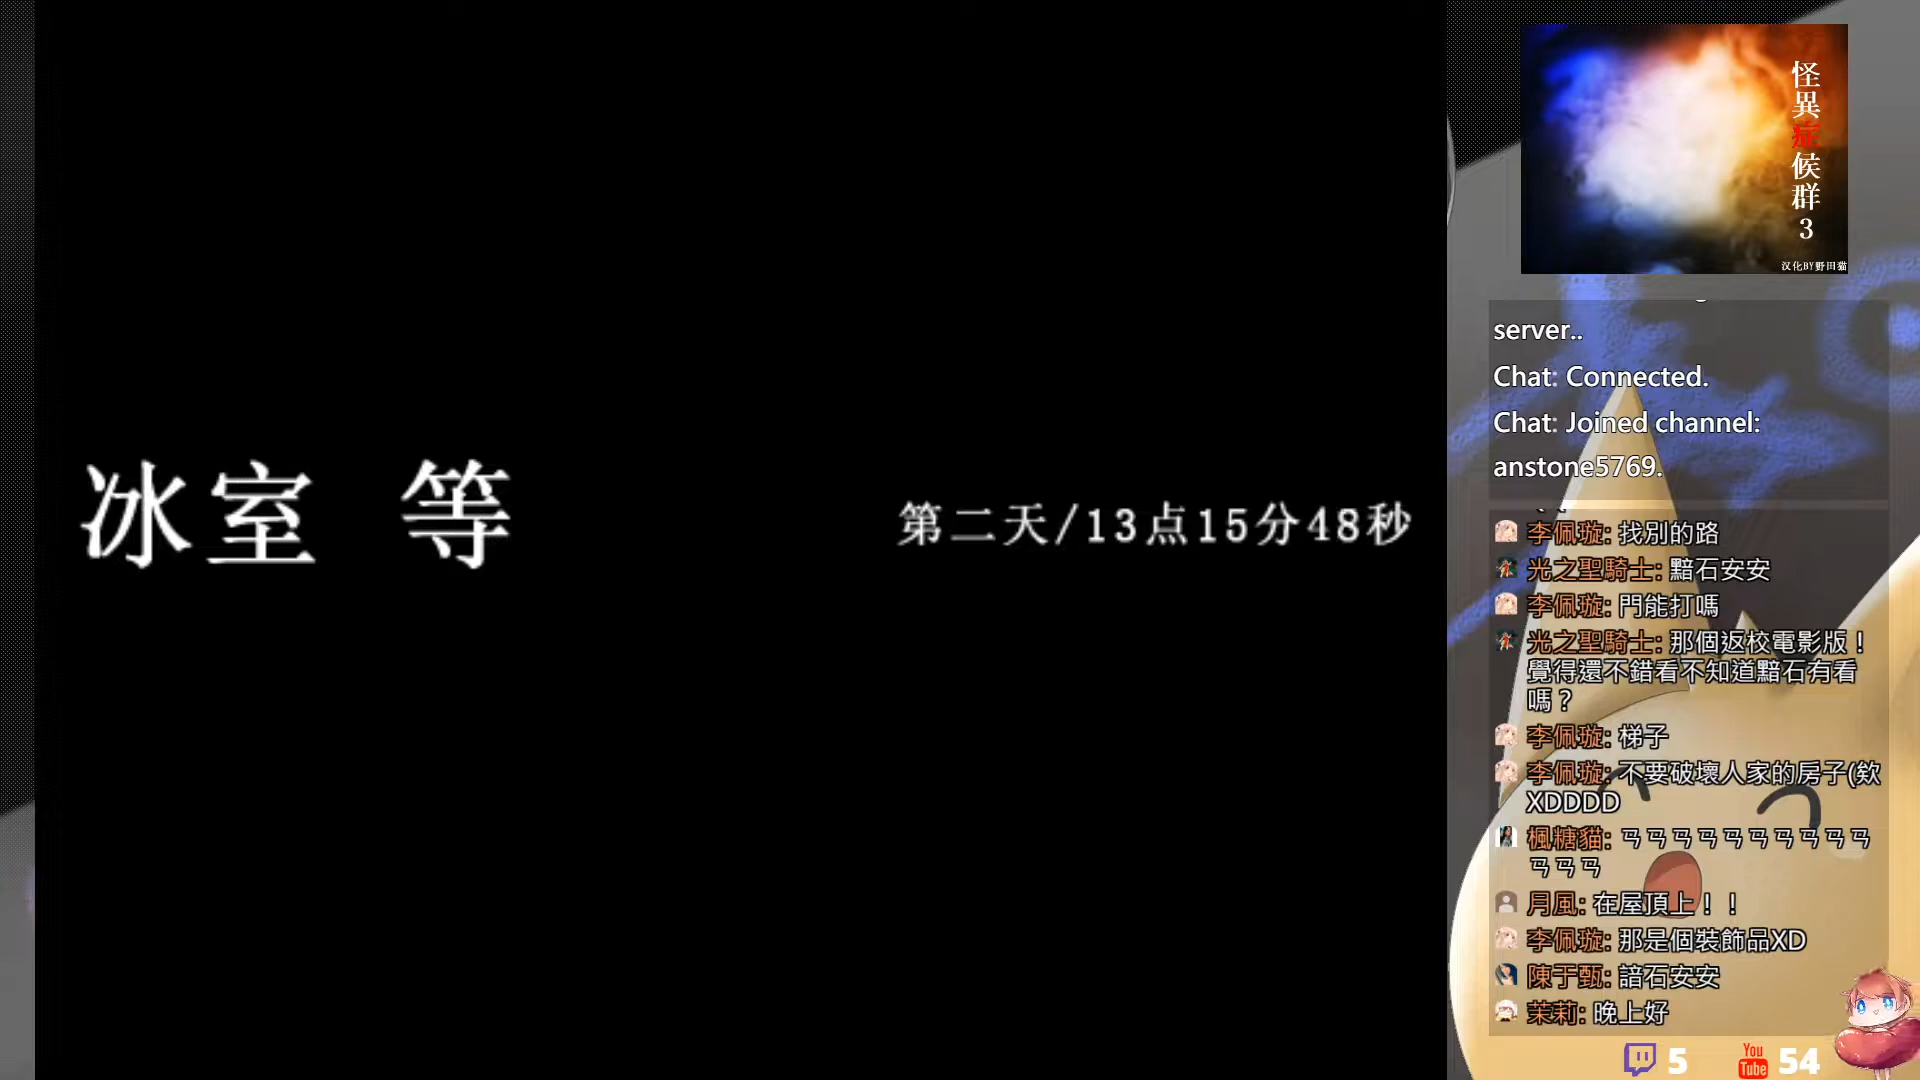 冰室 等
第二天/13点15分48秒
怪異症候群3
汉化BY野田猫
server..
Chat: Connected.
Chat: Joined channel:
anstone5769.
李佩璇: 找別的路
光之聖騎士: 黯石安安
李佩璇: 門能打嗎
光之聖騎士: 那個返校電影版！
覺得還不錯看不知道黯石有看
嗎？
李佩璇: 梯子
李佩璇: 不要破壞人家的房子(欸
XDDDD
楓糖貓: ㄢㄢㄢㄢㄢㄢㄢㄢㄢㄢ
ㄢㄢㄢ
月風: 在屋頂上！！
李佩璇: 那是個裝飾品XD
陳于甄: 諳石安安
茉莉: 晚上好
5
You
Tube
54